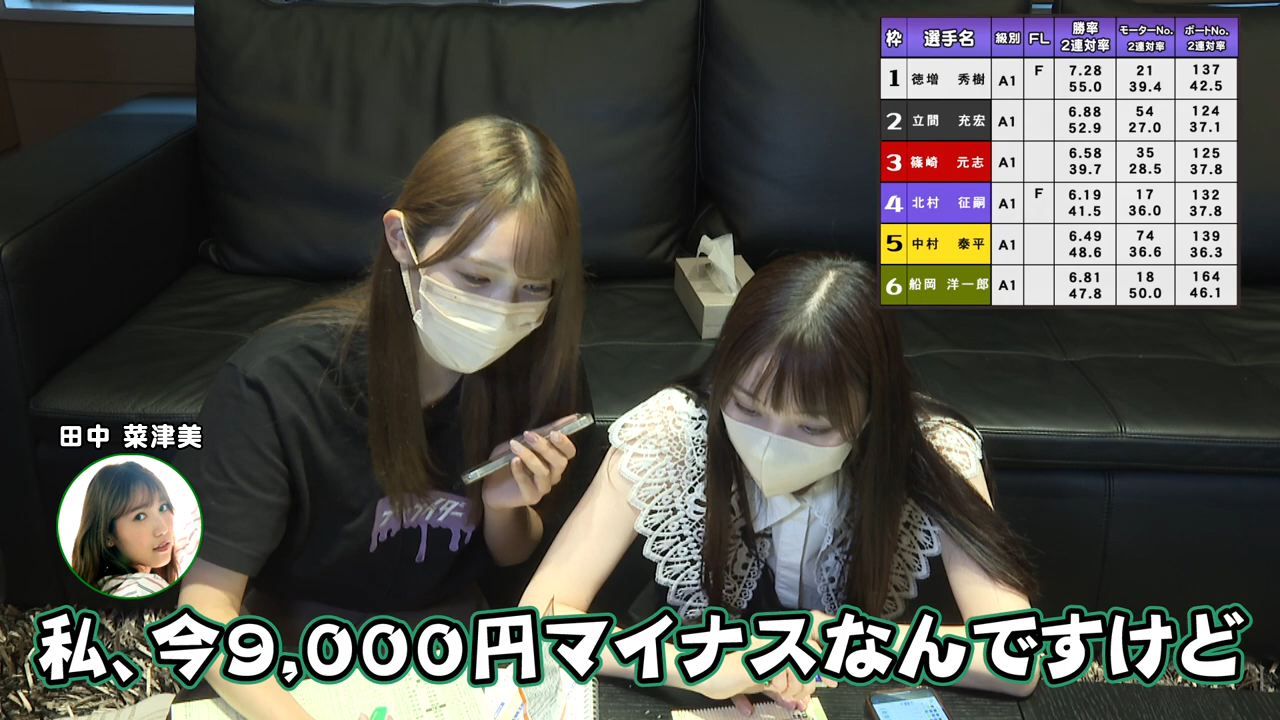 枠 選手名 級別 FL 勝率 2連対率 モーターNo. 2連対率 ボートNo. 2連対率
1 徳増 秀樹 A1 F 7.28 55.0 21 39.4 137 42.5
2 立間 充宏 A1 6.88 52.9 54 27.0 124 37.1
3 篠崎 元志 A1 6.58 39.7 35 28.5 125 37.8
4 北村 征嗣 A1 F 6.19 41.5 17 36.0 132 37.8
5 中村 泰平 A1 6.49 48.6 74 36.6 139 36.3
6 船岡 洋一郎 A1 6.81 47.8 18 50.0 164 46.1
田中 菜津美
私、今9,000円マイナスなんですけど